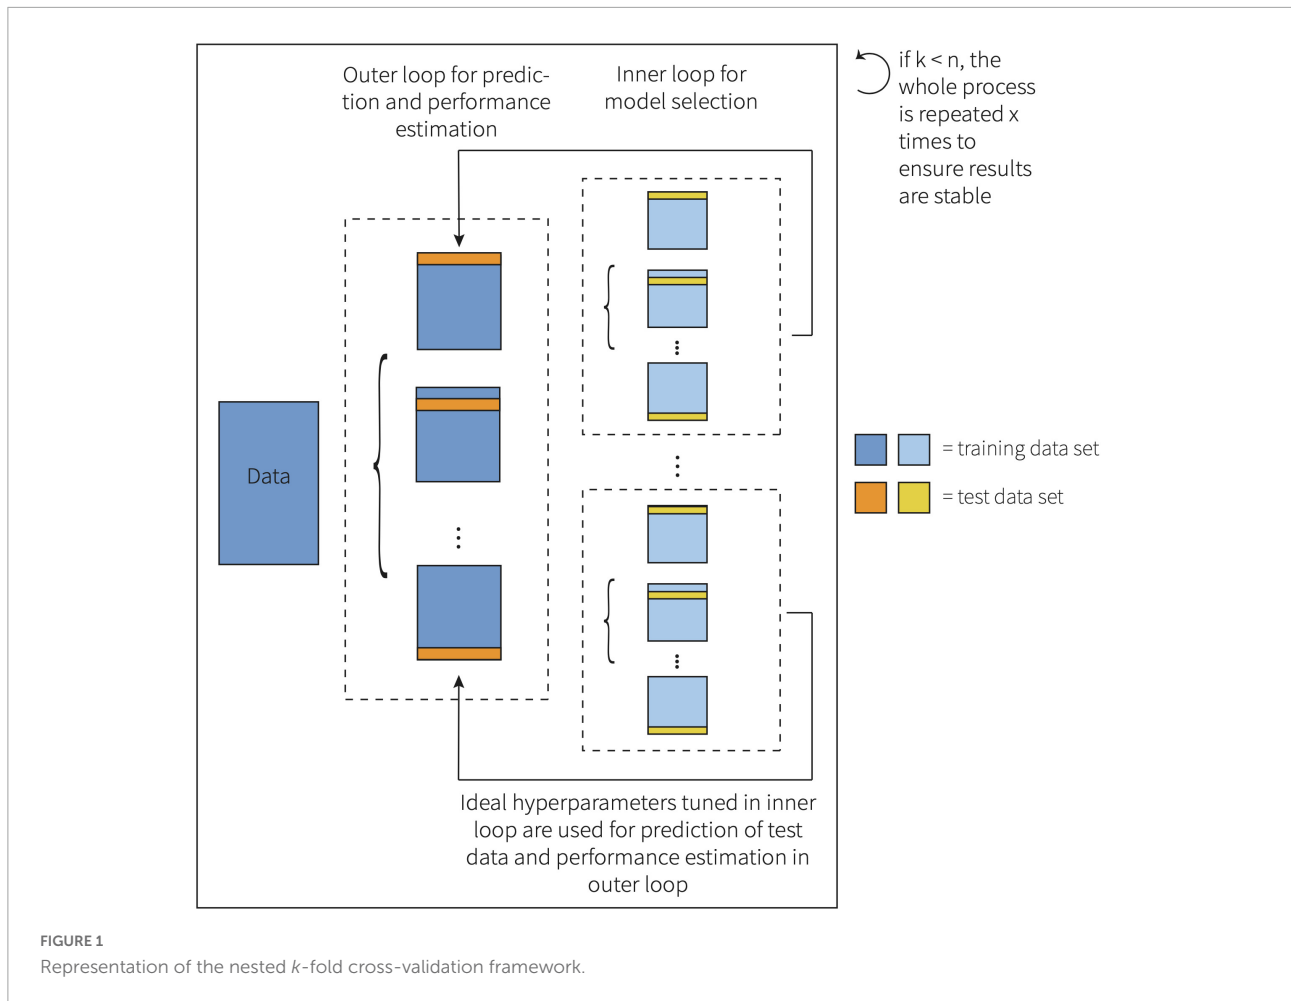 Outer loop for predic-
tion and performance
estimation
Inner loop for
model selection
if k < n, the
whole process
is repeated x
times to
ensure results
are stable
Data
= training data set
= test data set
Ideal hyperparameters tuned in inner
loop are used for prediction of test
data and performance estimation in
outer loop
FIGURE 1
Representation of the nested k-fold cross-validation framework.